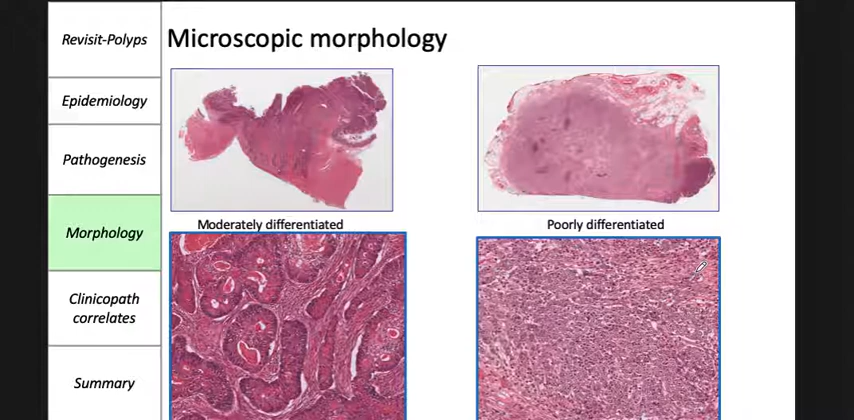 Revisit-Polyps
Microscopic morphology
Epidemiology
Pathogenesis
Morphology
Moderately differentiated
Poorly differentiated
Clinicopath
correlates
Summary